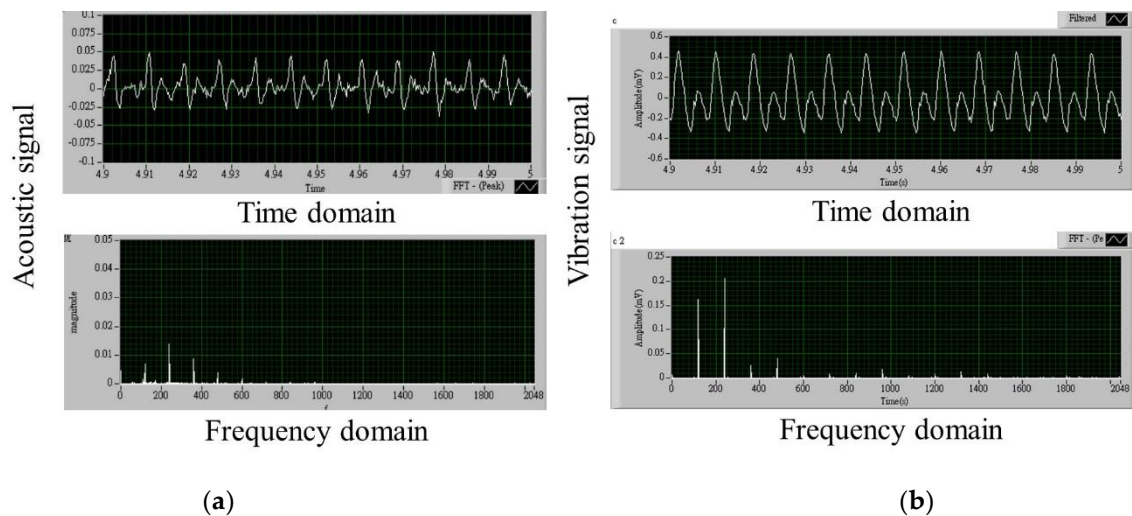 Acoustic signal
0.1
0.075
0.05
0.025
0
-0.025
-0.05
-0.075
-0.1
4.9 4.91 4.92 4.93 4.94 4.95 4.96 4.97 4.98 4.99 5
Time
FFT - (Peak)
Time domain
0.05
0.04
0.03
0.02
0.01
0
magnitude
0 200 400 600 800 1000 1200 1400 1600 1800 2048
f
Frequency domain
(a)
Vibration signal
c
Filtered
0.6
0.4
0.2
0
-0.2
-0.4
-0.6
Amplitude(mV)
4.9 4.91 4.92 4.93 4.94 4.95 4.96 4.97 4.98 4.99 5
Time(s)
Time domain
c 2
FFT - (Pe
0.25
0.2
0.15
0.1
0.05
0
Amplitude(mV)
0 200 400 600 800 1000 1200 1400 1600 1800 2048
Time(s)
Frequency domain
(b)